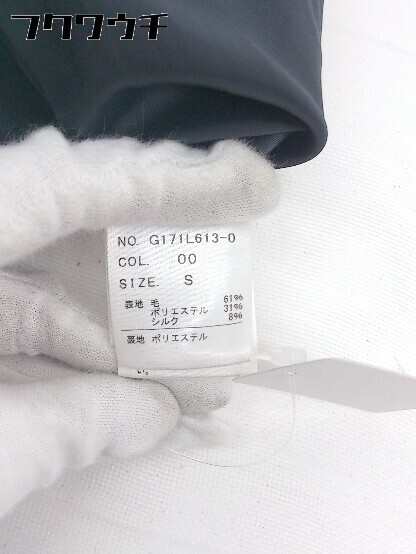 フクワウチ
NO. G171L613-0
COL. 00
SIZE. S
表地 毛 61%
ポリエステル 31%
シルク 8%
裏地 ポリエステル